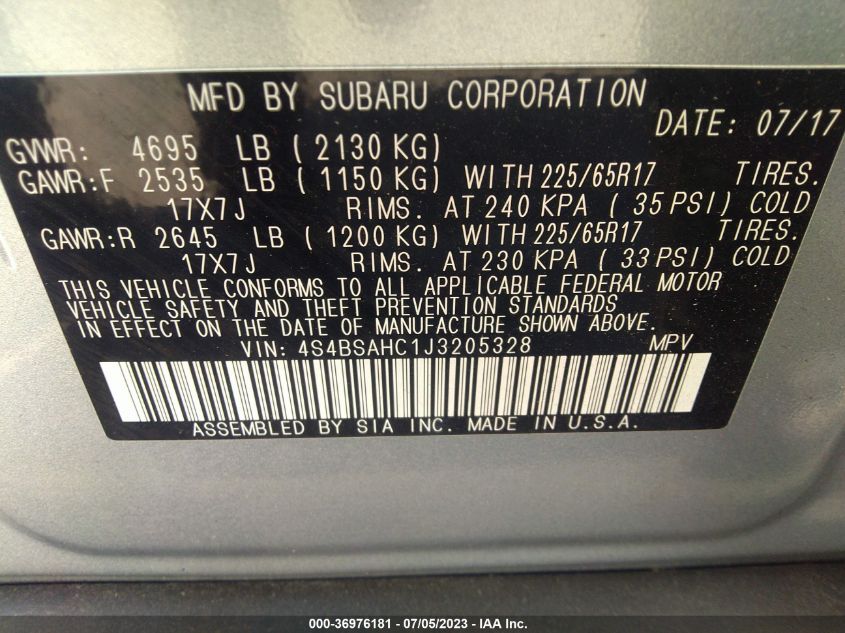 MFD BY SUBARU CORPORATION
DATE: 07/17
GVWR: 4695 LB ( 2130 KG)
GAWR:F 2535 LB ( 1150 KG) WITH 225/65R17 TIRES.
17X7J RIMS. AT 240 KPA ( 35 PSI) COLD
GAWR:R 2645 LB ( 1200 KG) WITH 225/65R17 TIRES.
17X7J RIMS. AT 230 KPA ( 33 PSI) COLD
THIS VEHICLE CONFORMS TO ALL APPLICABLE FEDERAL MOTOR
VEHICLE SAFETY AND THEFT PREVENTION STANDARDS
IN EFFECT ON THE DATE OF MANUFACTURE SHOWN ABOVE.
VIN: 4S4BSAHC1J3205328 MPV
ASSEMBLED BY SIA INC. MADE IN U.S.A.
000-36976181 - 07/05/2023 - IAA Inc.